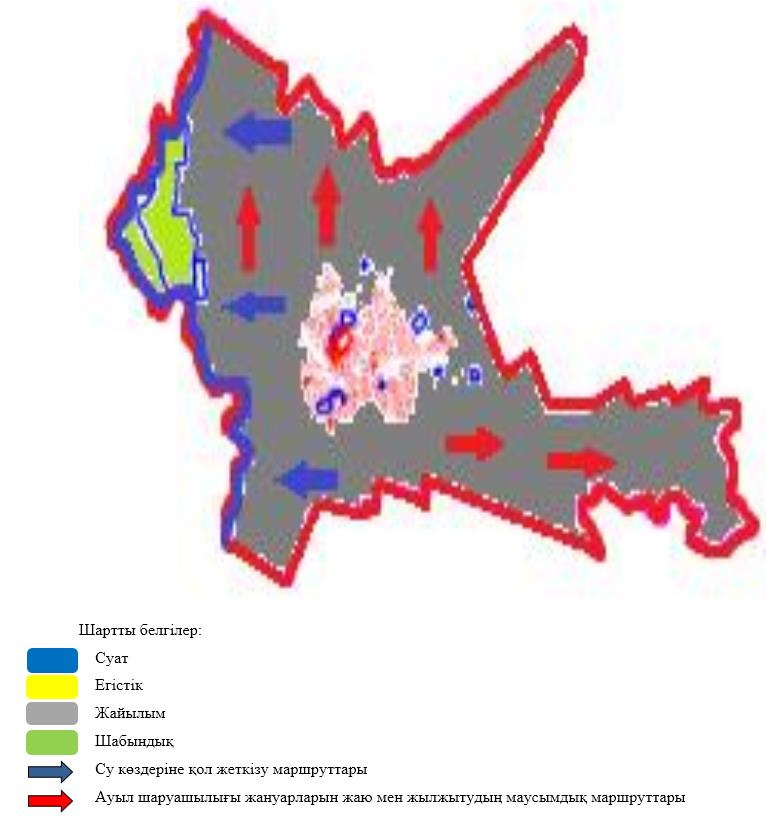 Шартты белгілер:
Суат
Егістік
Жайылым
Шабындық
Су көздеріне қол жеткізу маршруттары
Ауыл шаруашылығы жануарларын жаю мен жылжытудың маусымдық маршруттары